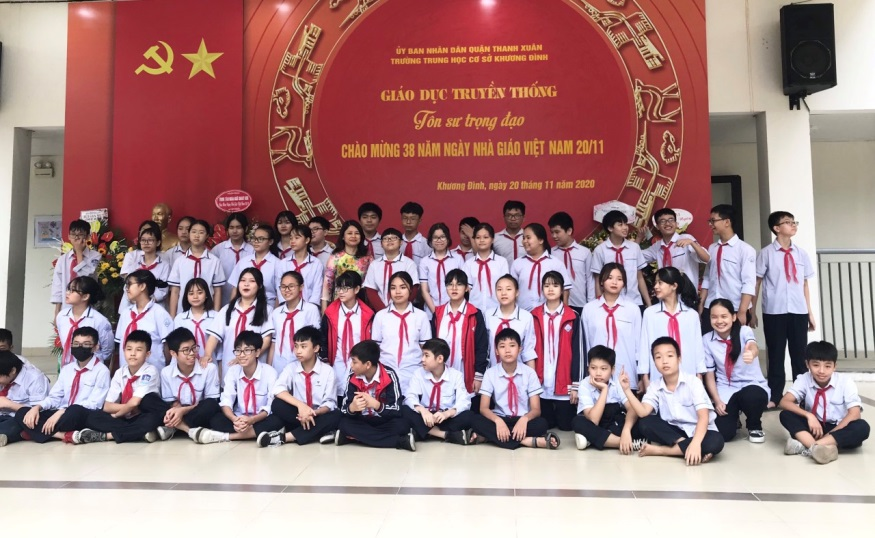 ỦY BAN NHÂN DÂN QUẬN THANH XUÂN
TRƯỜNG TRUNG HỌC CƠ SỞ KHƯƠNG ĐÌNH
GIÁO DỤC TRUYỀN THỐNG
Tôn sư trọng đạo
CHÀO MỪNG 38 NĂM NGÀY NHÀ GIÁO VIỆT NAM 20/11
Khương Đình, ngày 20 tháng 11 năm 2020